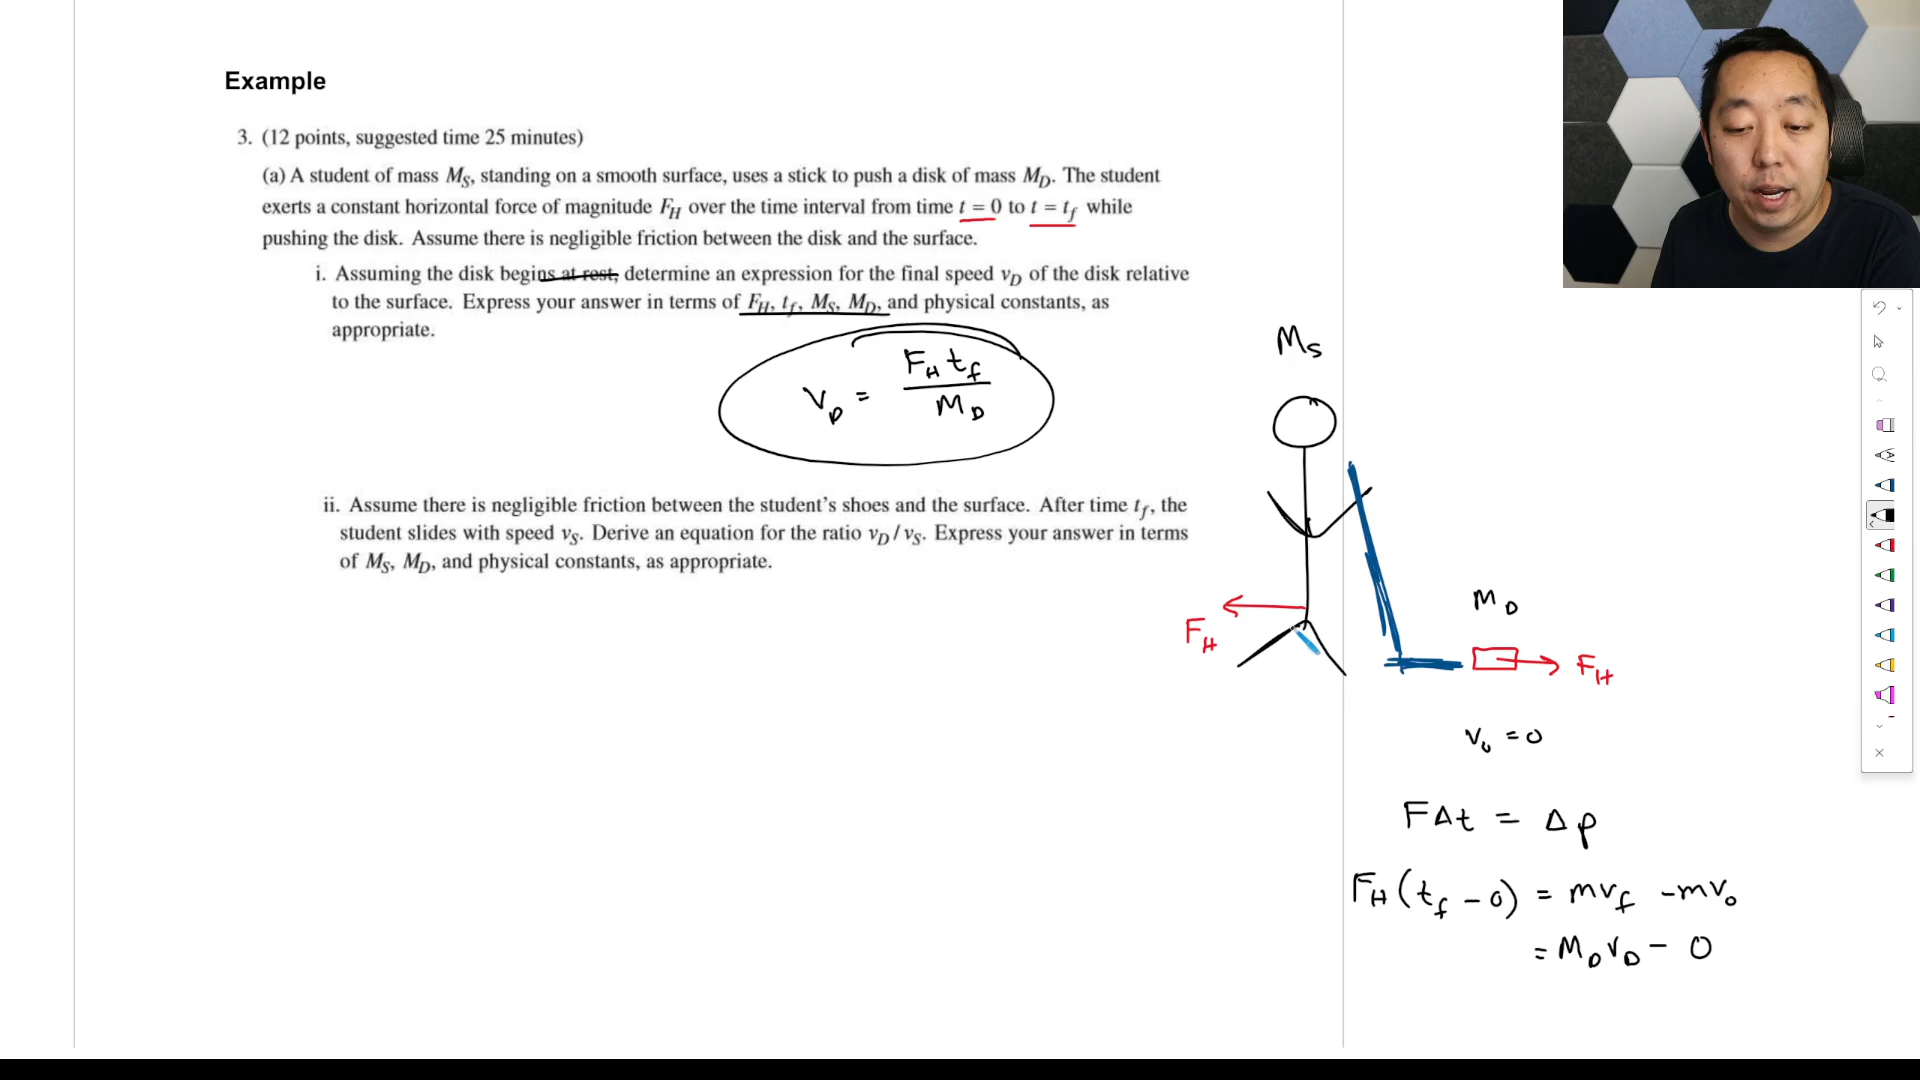 Example
3. (12 points, suggested time 25 minutes)
(a) A student of mass M_S, standing on a smooth surface, uses a stick to push a disk of mass M_D. The student
exerts a constant horizontal force of magnitude F_H over the time interval from time t = 0 to t = t_f while
pushing the disk. Assume there is negligible friction between the disk and the surface.
i. Assuming the disk begins at rest, determine an expression for the final speed v_D of the disk relative
to the surface. Express your answer in terms of F_H, t_f, M_S, M_D, and physical constants, as
appropriate.
V_D = F_H t_f / M_D
ii. Assume there is negligible friction between the student's shoes and the surface. After time t_f, the
student slides with speed v_S. Derive an equation for the ratio v_D / v_S. Express your answer in terms
of M_S, M_D, and physical constants, as appropriate.
M_S
M_D
F_H
F_H
V_0 = 0
FΔt = Δp
F_H (t_f - 0) = mv_f - mv_0
= M_D V_D - 0